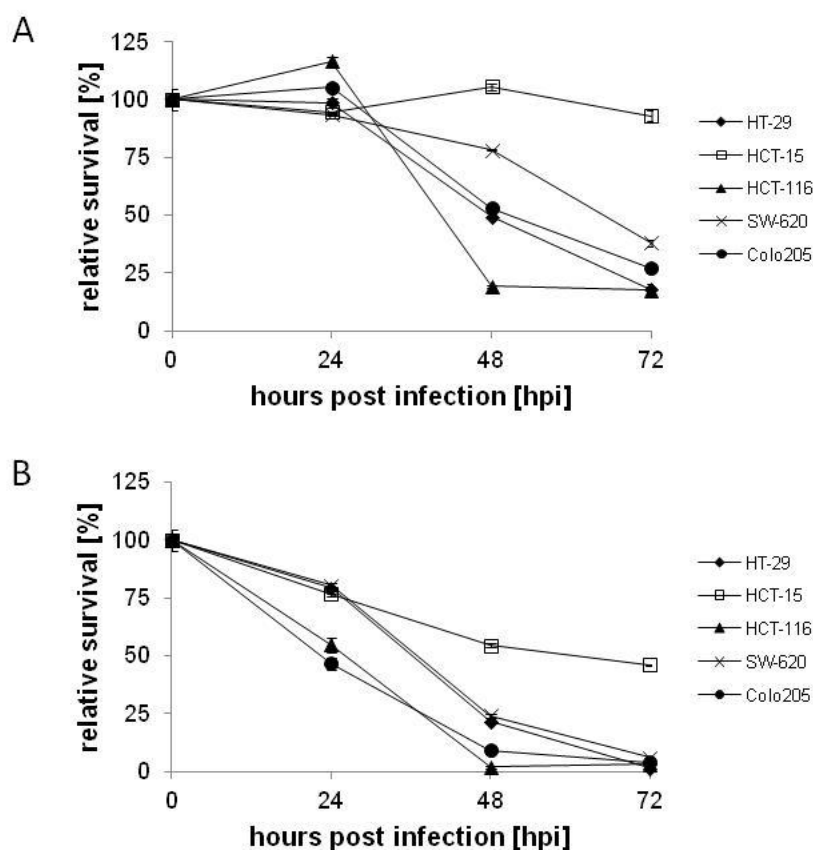 A
relative survival [%]
125
100
75
50
25
0
0 24 48 72
hours post infection [hpi]
HT-29
HCT-15
HCT-116
SW-620
Colo205
B
relative survival [%]
125
100
75
50
25
0
0 24 48 72
hours post infection [hpi]
HT-29
HCT-15
HCT-116
SW-620
Colo205